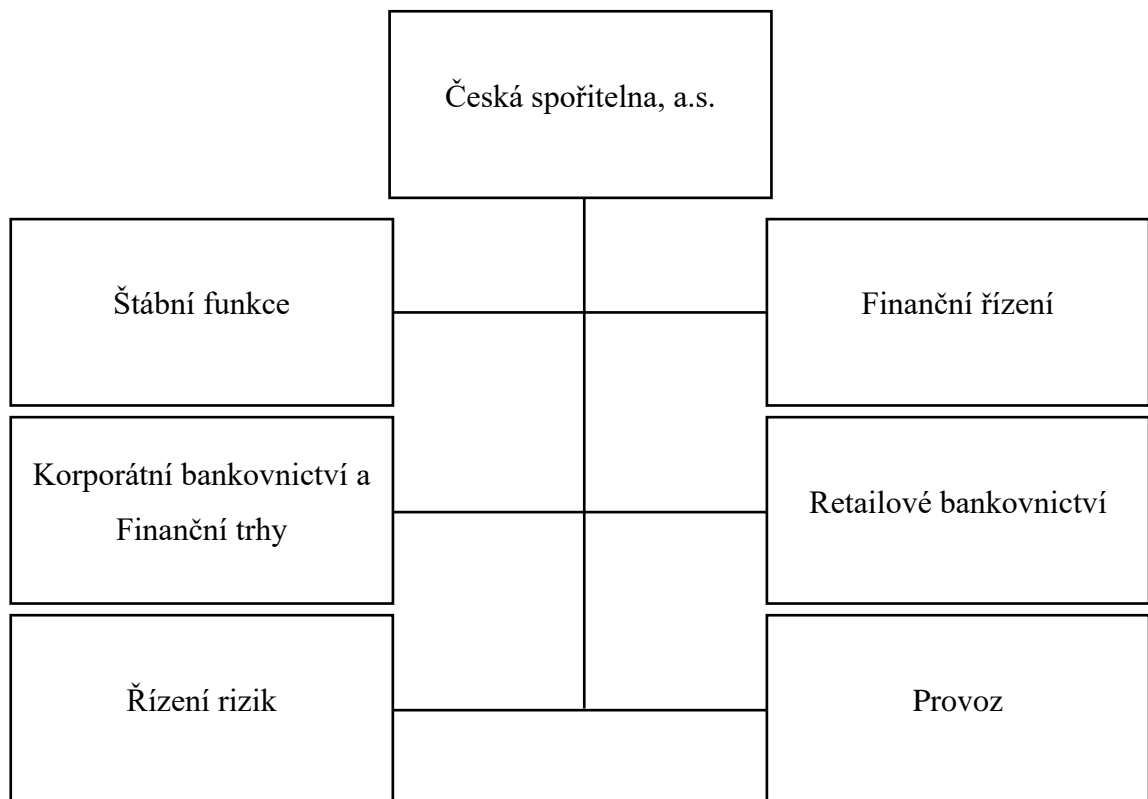 Česká spořitelna, a.s.
Štábní funkce
Finanční řízení
Korporátní bankovnictví a
Finanční trhy
Retailové bankovnictví
Řízení rizik
Provoz